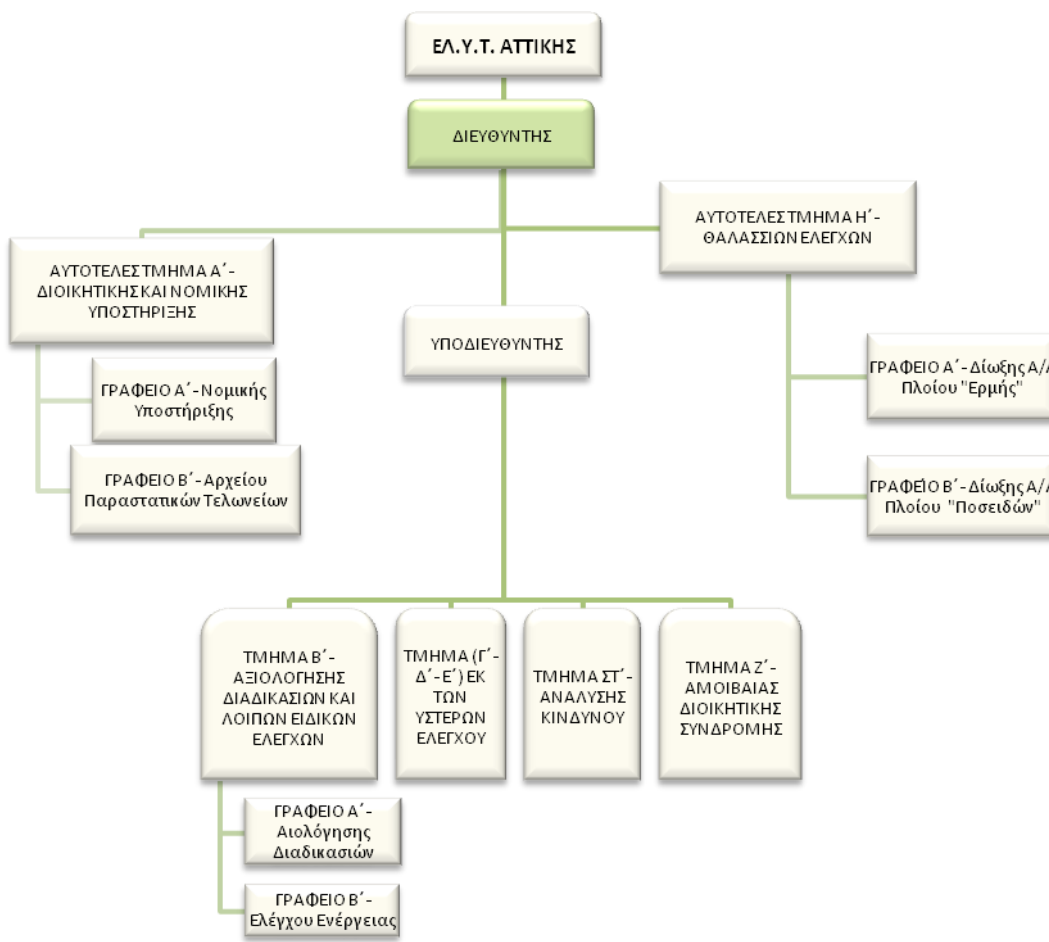 ΕΛ.Υ.Τ. ΑΤΤΙΚΗΣ
ΔΙΕΥΘΥΝΤΗΣ
ΑΥΤΟΤΕΛΕΣ ΤΜΗΜΑ Α΄-
ΔΙΟΙΚΗΤΙΚΗΣ ΚΑΙ ΝΟΜΙΚΗΣ
ΥΠΟΣΤΗΡΙΞΗΣ
ΓΡΑΦΕΙΟ Α΄- Νομικής
Υποστήριξης
ΓΡΑΦΕΙΟ Β΄- Αρχείου
Παραστατικών Τελωνείων
ΑΥΤΟΤΕΛΕΣ ΤΜΗΜΑ Η΄-
ΘΑΛΑΣΣΙΩΝ ΕΛΕΓΧΩΝ
ΓΡΑΦΕΙΟ Α΄- Δίωξης Α/Λ
Πλοίου "Ερμής"
ΓΡΑΦΕΙΟ Β΄- Δίωξης Α/Λ
Πλοίου "Ποσειδών"
ΥΠΟΔΙΕΥΘΥΝΤΗΣ
ΤΜΗΜΑ Β΄-
ΑΞΙΟΛΟΓΗΣΗΣ
ΔΙΑΔΙΚΑΣΙΩΝ ΚΑΙ
ΛΟΙΠΩΝ ΕΙΔΙΚΩΝ
ΕΛΕΓΧΩΝ
ΓΡΑΦΕΙΟ Α΄-
Αιολόγησης
Διαδικασιών
ΓΡΑΦΕΙΟ Β΄-
Ελέγχου Ενέργειας
ΤΜΗΜΑ (Γ΄-
Δ΄- Ε΄) ΕΚ
ΤΩΝ
ΥΣΤΕΡΩΝ
ΕΛΕΓΧΟΥ
ΤΜΗΜΑ ΣΤ΄-
ΑΝΑΛΥΣΗΣ
ΚΙΝΔΥΝΟΥ
ΤΜΗΜΑ Ζ΄-
ΑΜΟΙΒΑΙΑΣ
ΔΙΟΙΚΗΤΙΚΗΣ
ΣΥΝΔΡΟΜΗΣ